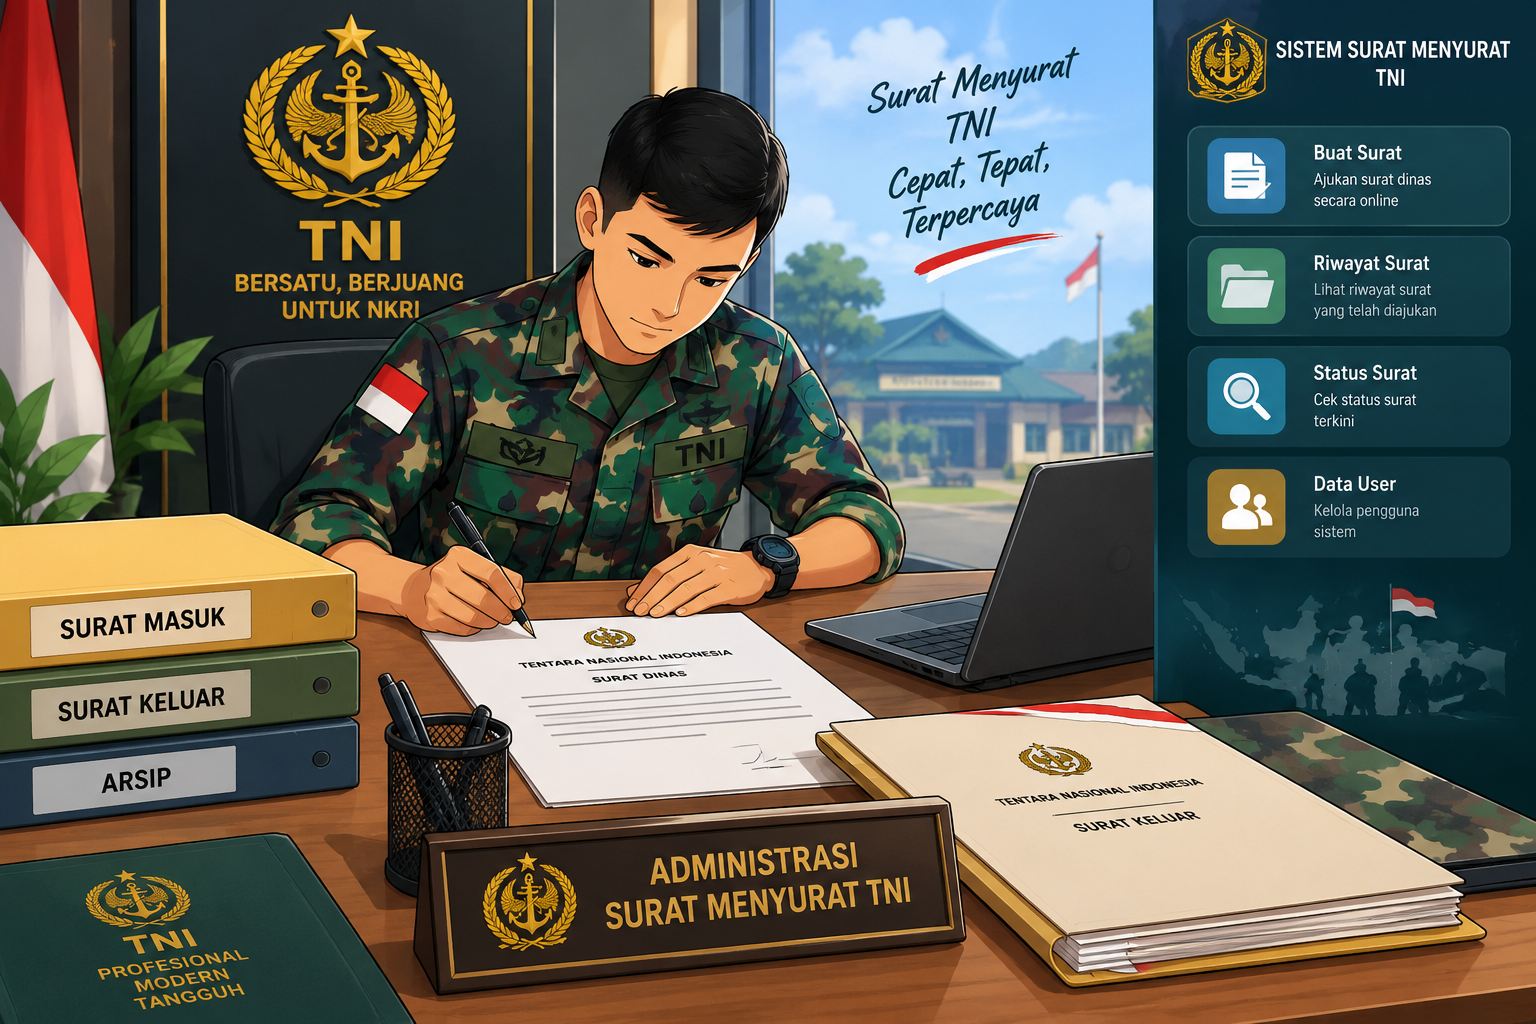 TNI
BERSATU, BERJUANG
UNTUK NKRI
Surat Menyurat
TNI
Cepat, Tepat,
Terpercaya
SISTEM SURAT MENYURAT
TNI
Buat Surat
Ajukan surat dinas
secara online
Riwayat Surat
Lihat riwayat surat
yang telah diajukan
Status Surat
Cek status surat
terkini
Data User
Kelola pengguna
sistem
TNI
SURAT MASUK
SURAT KELUAR
ARSIP
TENTARA NASIONAL INDONESIA
SURAT DINAS
TENTARA NASIONAL INDONESIA
SURAT KELUAR
ADMINISTRASI
SURAT MENYURAT TNI
TNI
PROFESIONAL
MODERN
TANGGUH